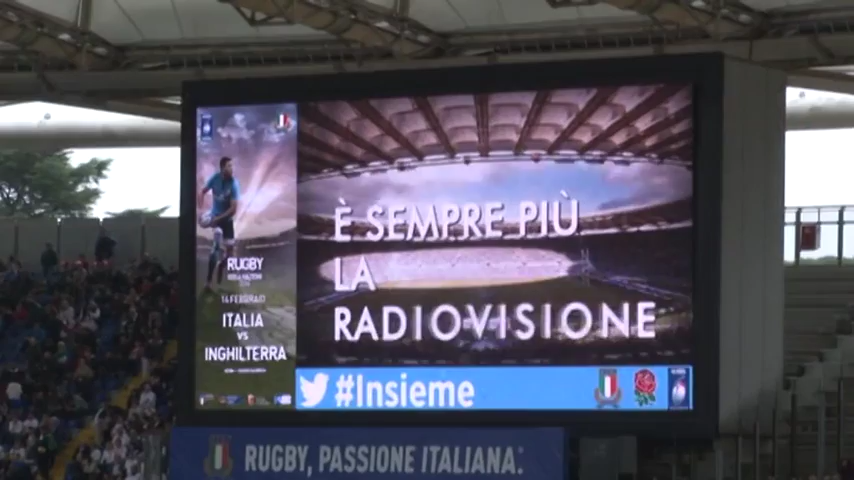 È SEMPRE PIÙ
LA
RADIOVISIONE
RUGBY
14 FEBBRAIO
ITALIA
VS
INGHILTERRA
#Insieme
RUGBY, PASSIONE ITALIANA.